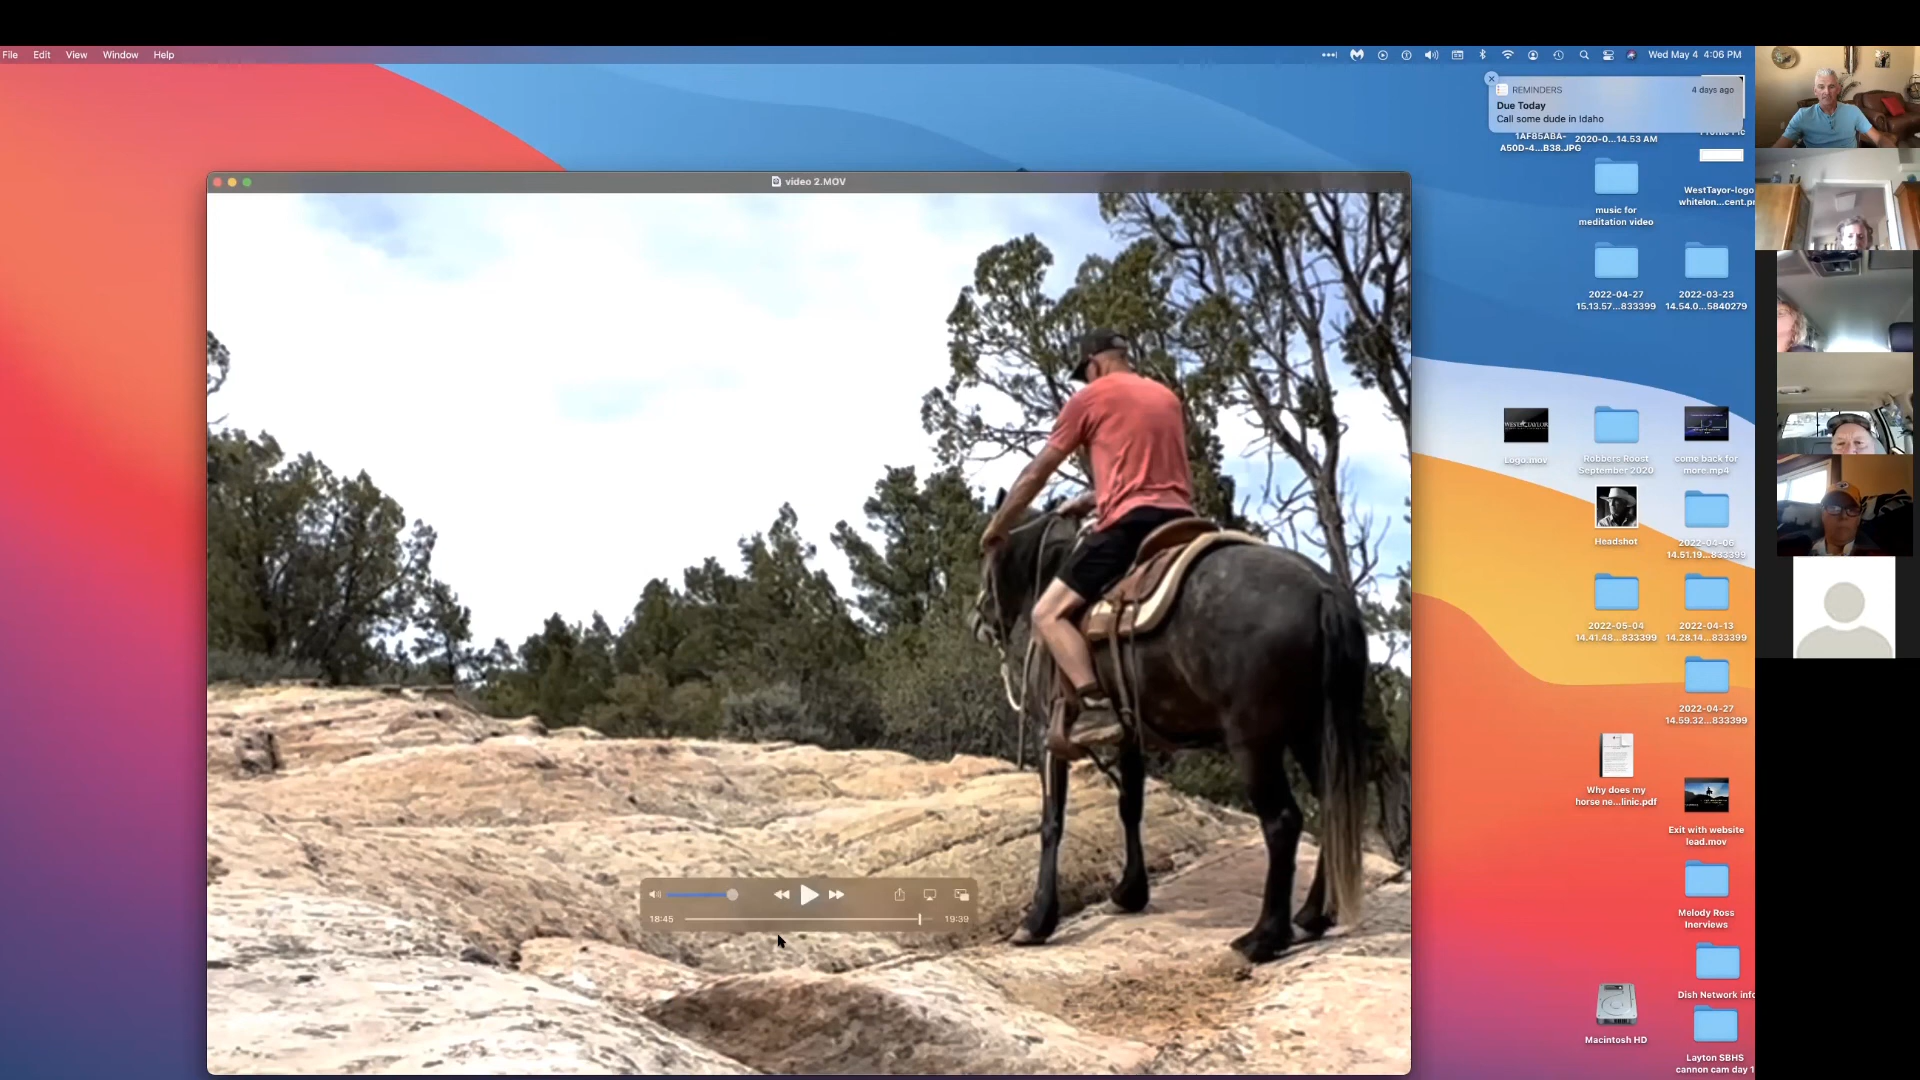 File Edit View Window Help
Wed May 4 4:06 PM
REMINDERS
4 days ago
Due Today
Call some dude in Idaho
1AF85ABA-
A50D-4...B38.JPG
2020-0...14.53 AM
WestTayor-logo
whitelon...cent.pn
music for
meditation video
2022-04-27
15.13.57...833399
2022-03-23
14.54.0...5840279
video 2.MOV
WEST TAYLOR
Logo.mov
Robbers Roost
September 2020
come back for
more.mp4
Headshot
2022-04-06
14.51.19...833399
2022-05-04
14.41.48...833399
2022-04-13
14.28.14...833399
2022-04-27
14.59.32...833399
Why does my
horse ne...linic.pdf
Exit with website
lead.mov
Melody Ross
Inerviews
18:45
19:39
Dish Network info
Macintosh HD
Layton SBHS
cannon cam day 1